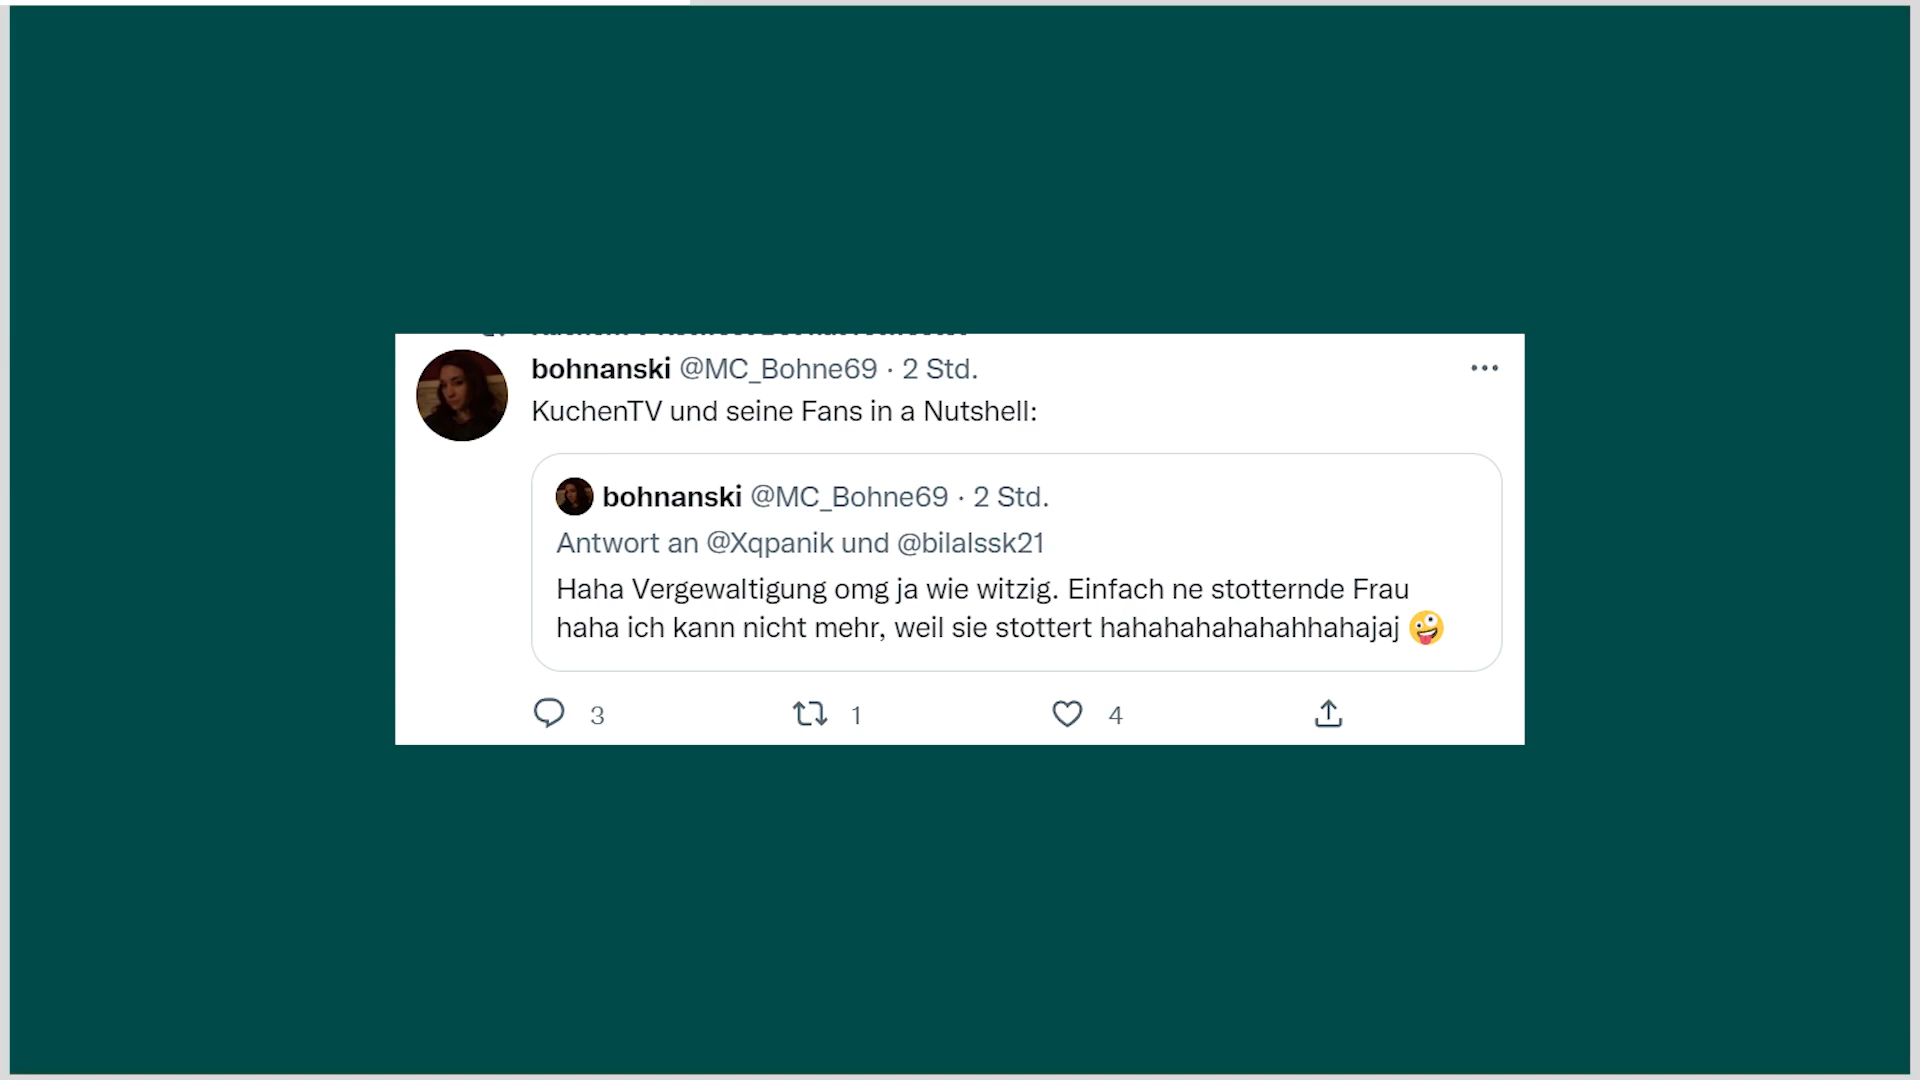 bohnanski @MC_Bohne69 · 2 Std.
KuchenTV und seine Fans in a Nutshell:
bohnanski @MC_Bohne69 · 2 Std.
Antwort an @Xqpanik und @bilalssk21
Haha Vergewaltigung omg ja wie witzig. Einfach ne stotternde Frau
haha ich kann nicht mehr, weil sie stottert hahahahahahahhahajaj 🤪
3 1 4